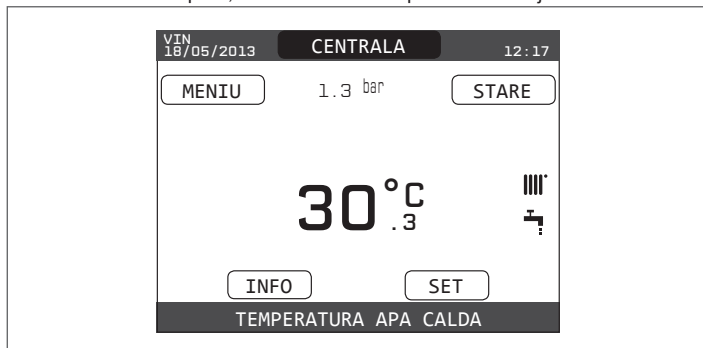 VIN
18/05/2013 CENTRALA 12:17
MENIU 1.3 bar STARE
30.3°C
INFO SET
TEMPERATURA APA CALDA